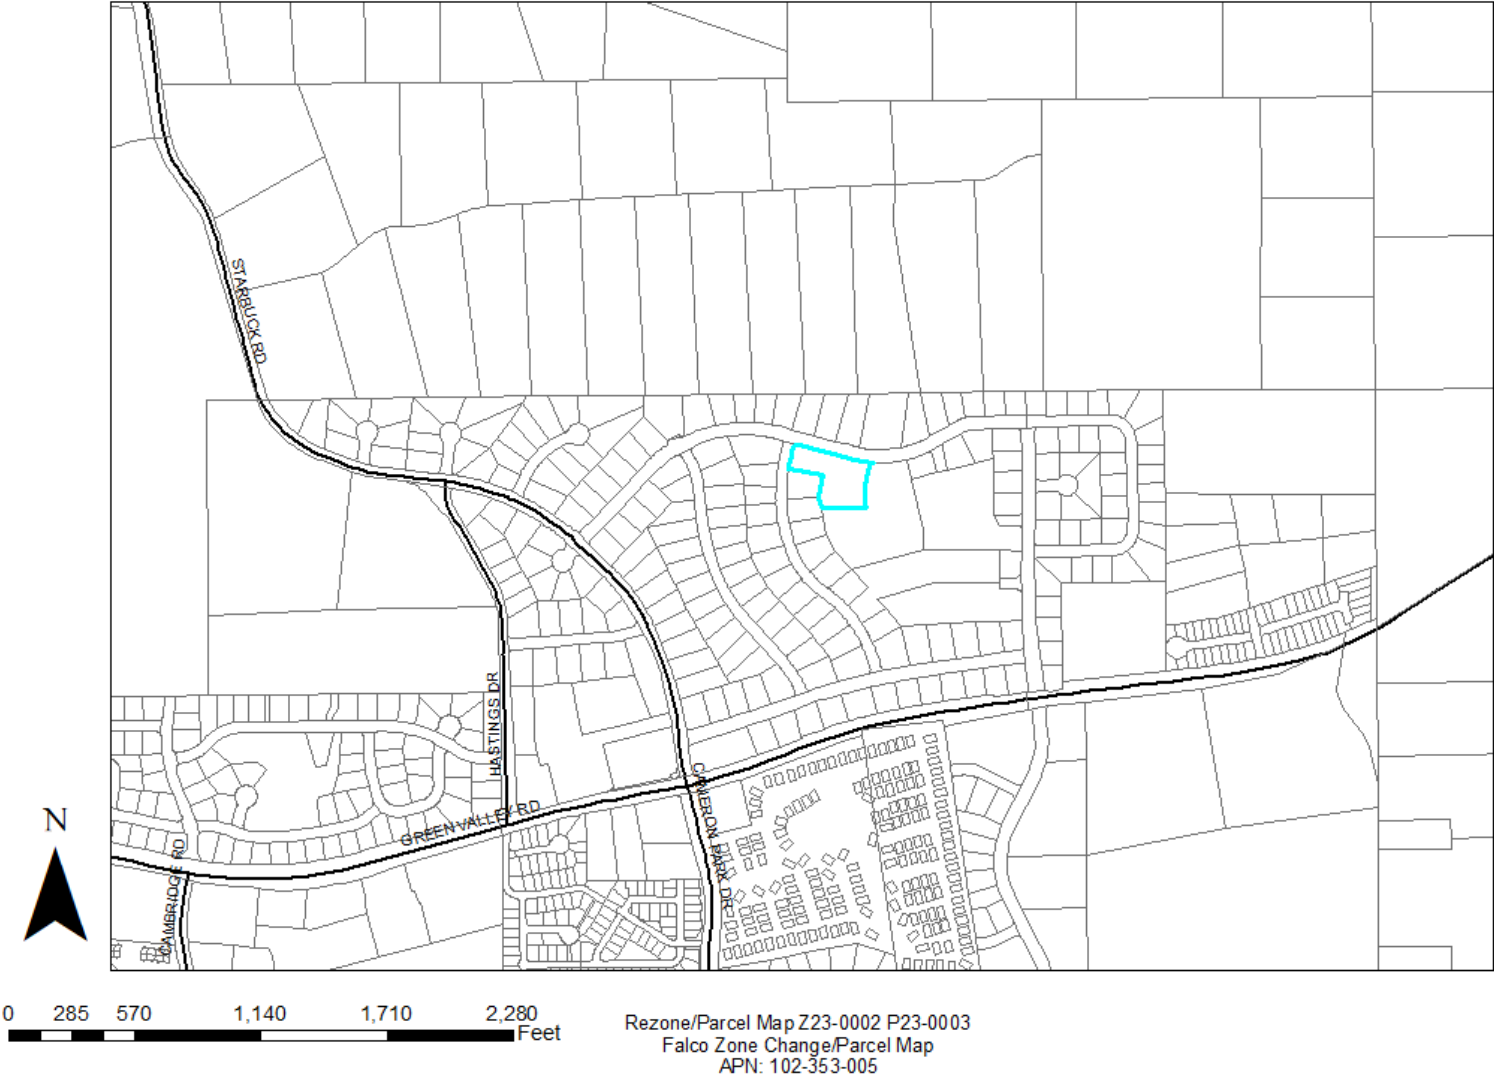 STARBUCK RD
HASTINGS DR
CAMERON PARK DR
GREEN VALLEY RD
CAMBRIDGE RD
N
0 285 570 1,140 1,710 2,280
Feet
Rezone/Parcel Map Z23-0002 P23-0003
Falco Zone Change/Parcel Map
APN: 102-353-005